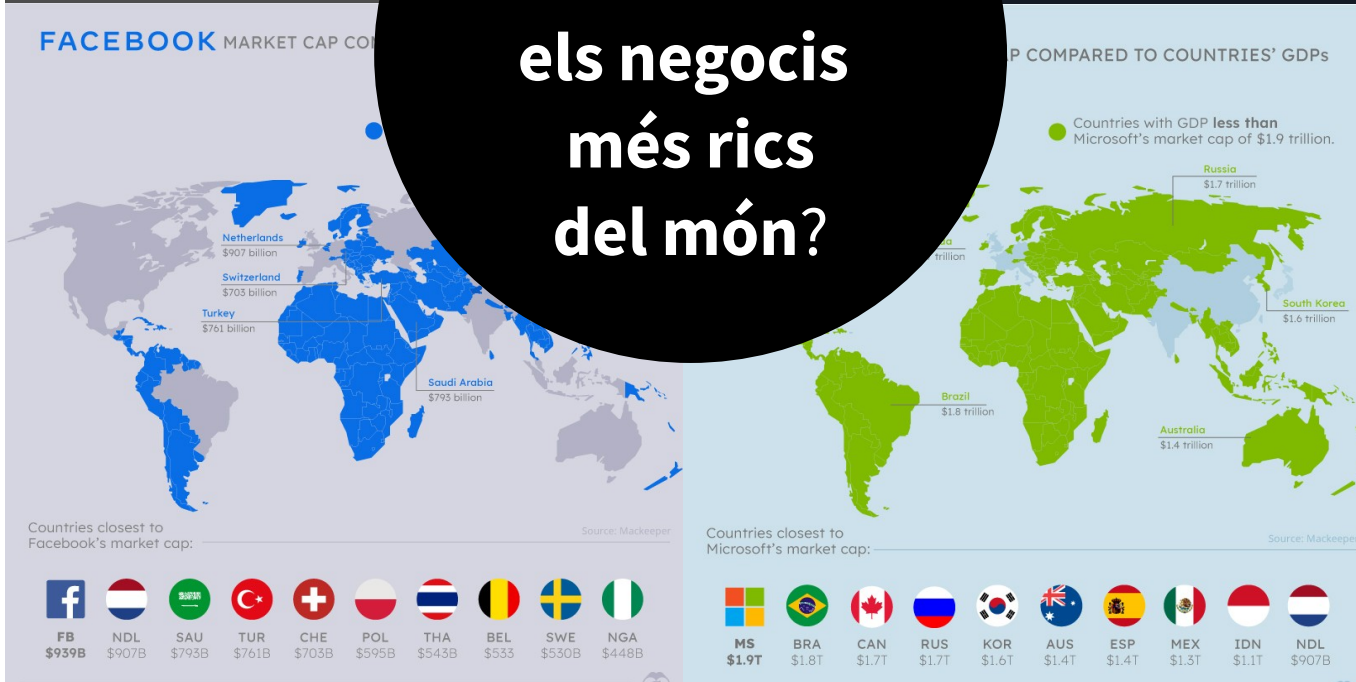 FACEBOOK MARKET CAP
els negocis
més rics
del món?
COMPARED TO COUNTRIES' GDPs
Countries with GDP less than
Microsoft's market cap of $1.9 trillion.
Netherlands
$907 billion
Switzerland
$703 billion
Turkey
$761 billion
Saudi Arabia
$793 billion
Russia
$1.7 trillion
trillion
South Korea
$1.6 trillion
Brazil
$1.8 trillion
Australia
$1.4 trillion
Countries closest to
Facebook's market cap:
Source: Mackeeper
FB NDL SAU TUR CHE POL THA BEL SWE NGA
$939B $907B $793B $761B $703B $595B $543B $533 $530B $448B
Countries closest to
Microsoft's market cap:
Source: Mackeeper
MS BRA CAN RUS KOR AUS ESP MEX IDN NDL
$1.9T $1.8T $1.7T $1.7T $1.6T $1.4T $1.4T $1.3T $1.1T $907B